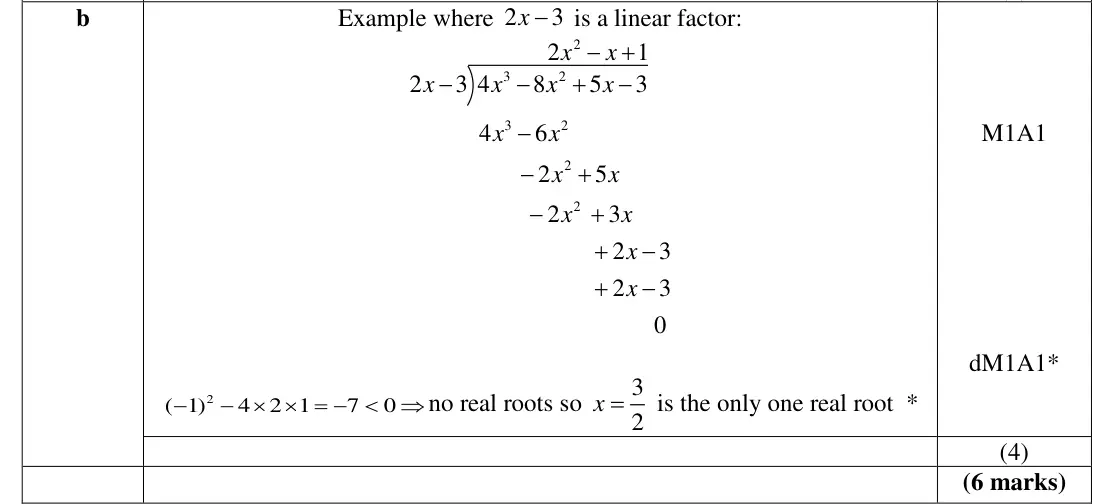 b
Example where 2x − 3 is a linear factor:
2x² − x + 1
2x − 3)4x³ − 8x² + 5x − 3
4x³ − 6x²
M1A1
− 2x² + 5x
− 2x² + 3x
+ 2x − 3
+ 2x − 3
0
dM1A1*
(−1)² − 4 × 2 × 1 = −7 < 0 ⇒ no real roots so x = 3/2 is the only one real root *
(4)
(6 marks)